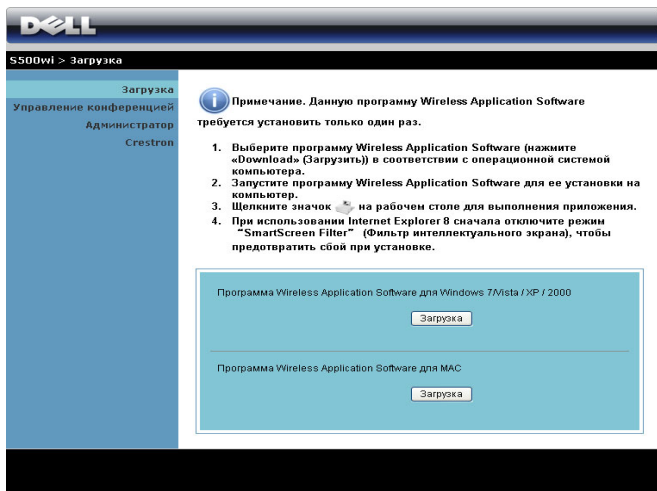 DELL
S500wi > Загрузка
Загрузка
Управление конференцией
Администратор
Crestron
Примечание. Данную программу Wireless Application Software
требуется установить только один раз.
1. Выберите программу Wireless Application Software (нажмите
«Download» (Загрузить)) в соответствии с операционной системой
компьютера.
2. Запустите программу Wireless Application Software для ее установки на
компьютер.
3. Щелкните значок на рабочем столе для выполнения приложения.
4. При использовании Internet Explorer 8 сначала отключите режим
“SmartScreen Filter” (Фильтр интеллектуального экрана), чтобы
предотвратить сбой при установке.
Программа Wireless Application Software для Windows 7/Vista / XP / 2000
Загрузка
Программа Wireless Application Software для MAC
Загрузка